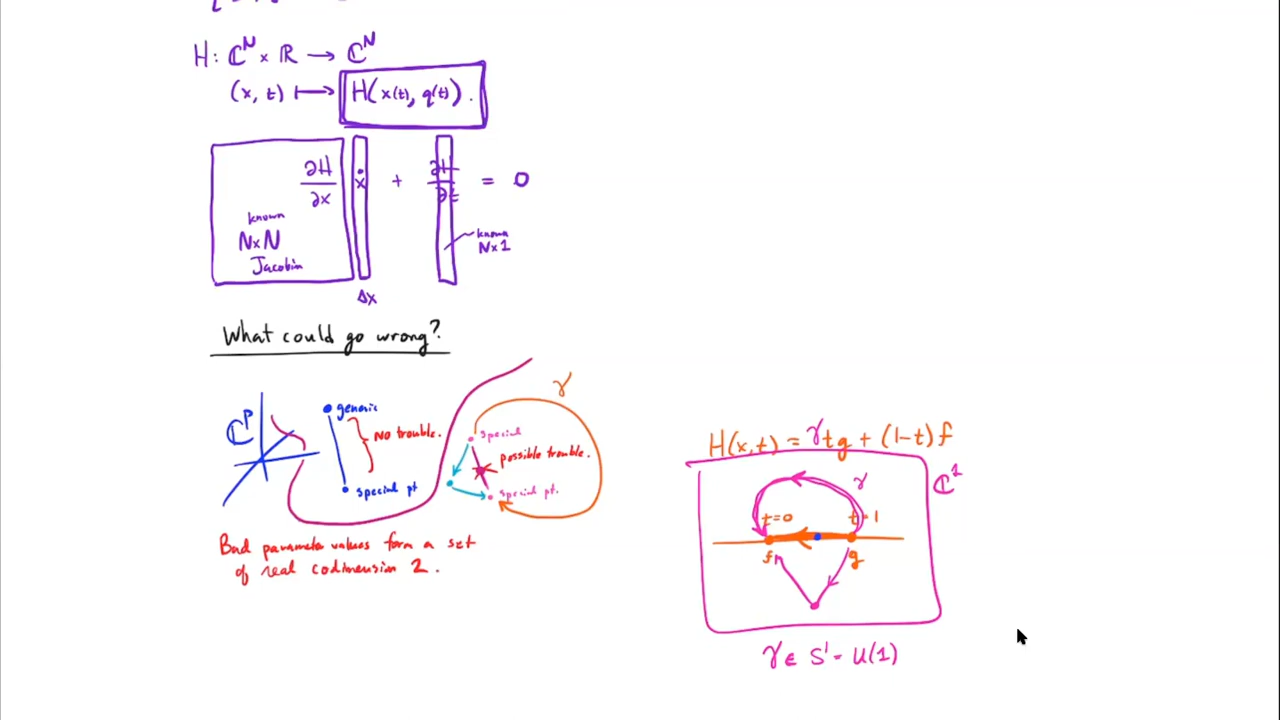 H: ℂᴺ × ℝ → ℂᴺ
(x, t) ↦ H(x(t), q(t)).
∂H/∂x ẋ + ∂H/∂t = 0
known
N×N
Jacobin
known
N×1
Δx
What could go wrong?
ℂᴾ
generic
No trouble.
special pt
γ
special
possible trouble.
special pt.
Bad parameter values form a set
of real codimension 2.
H(x,t) = γtg + (1-t)f
ℂ¹
γ
t=0
t=1
f
g
γ ∈ S¹ = U(1)